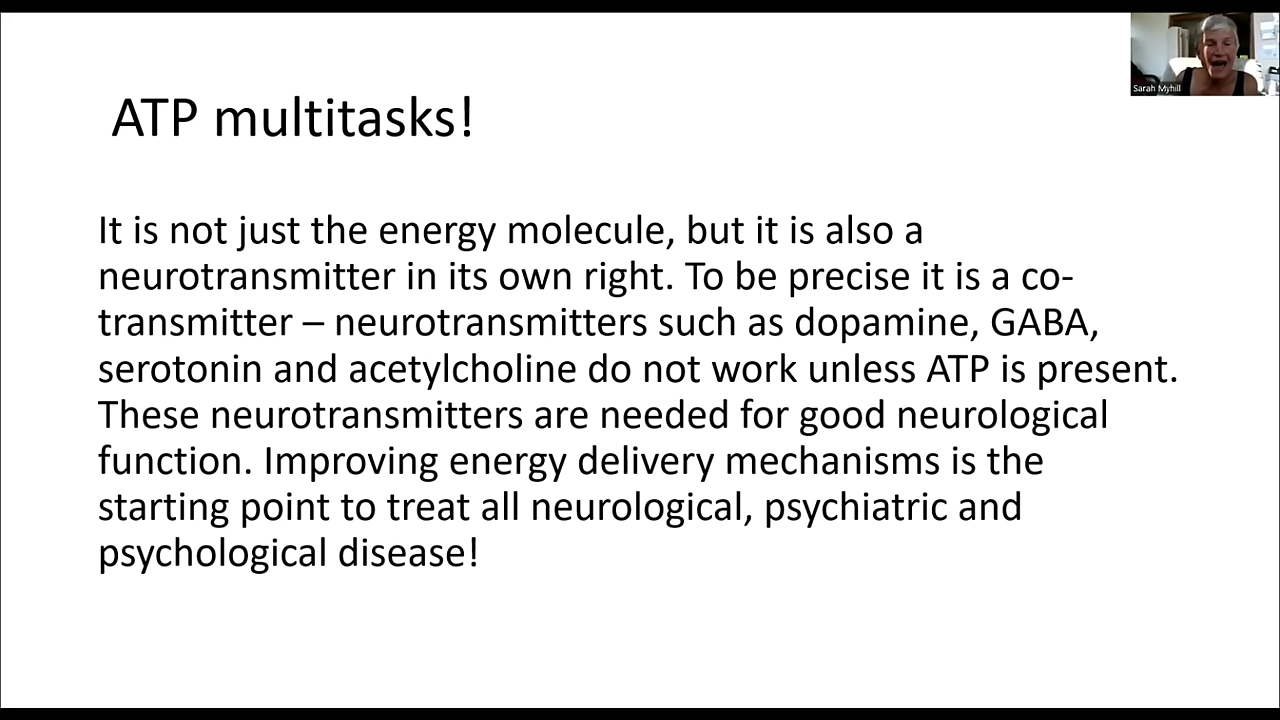 Sarah Myhill
ATP multitasks!
It is not just the energy molecule, but it is also a
neurotransmitter in its own right. To be precise it is a co-
transmitter – neurotransmitters such as dopamine, GABA,
serotonin and acetylcholine do not work unless ATP is present.
These neurotransmitters are needed for good neurological
function. Improving energy delivery mechanisms is the
starting point to treat all neurological, psychiatric and
psychological disease!